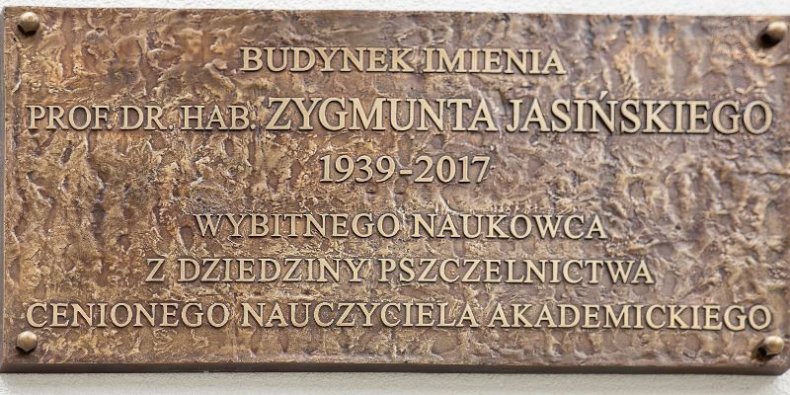 BUDYNEK IMIENIA
PROF. DR. HAB. ZYGMUNTA JASIŃSKIEGO
1939-2017
WYBITNEGO NAUKOWCA
Z DZIEDZINY PSZCZELNICTWA
CENIONEGO NAUCZYCIELA AKADEMICKIEGO